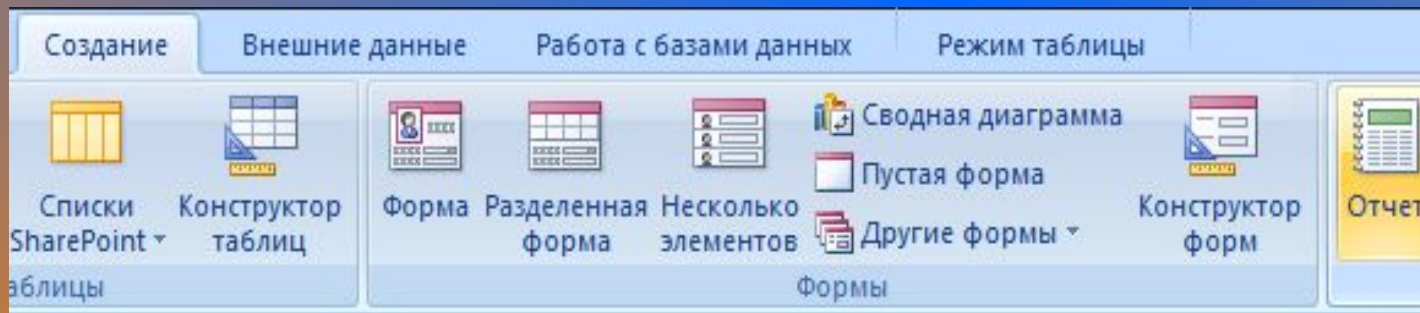 Создание Внешние данные Работа с базами данных Режим таблицы
Списки SharePoint
Конструктор таблиц
Форма
Разделенная форма
Несколько элементов
Сводная диаграмма
Пустая форма
Другие формы
Конструктор форм
Отчет
аблицы
Формы